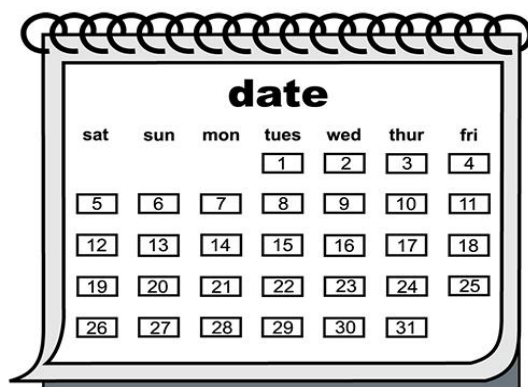 date
sat sun mon tues wed thur fri
1 2 3 4
5 6 7 8 9 10 11
12 13 14 15 16 17 18
19 20 21 22 23 24 25
26 27 28 29 30 31